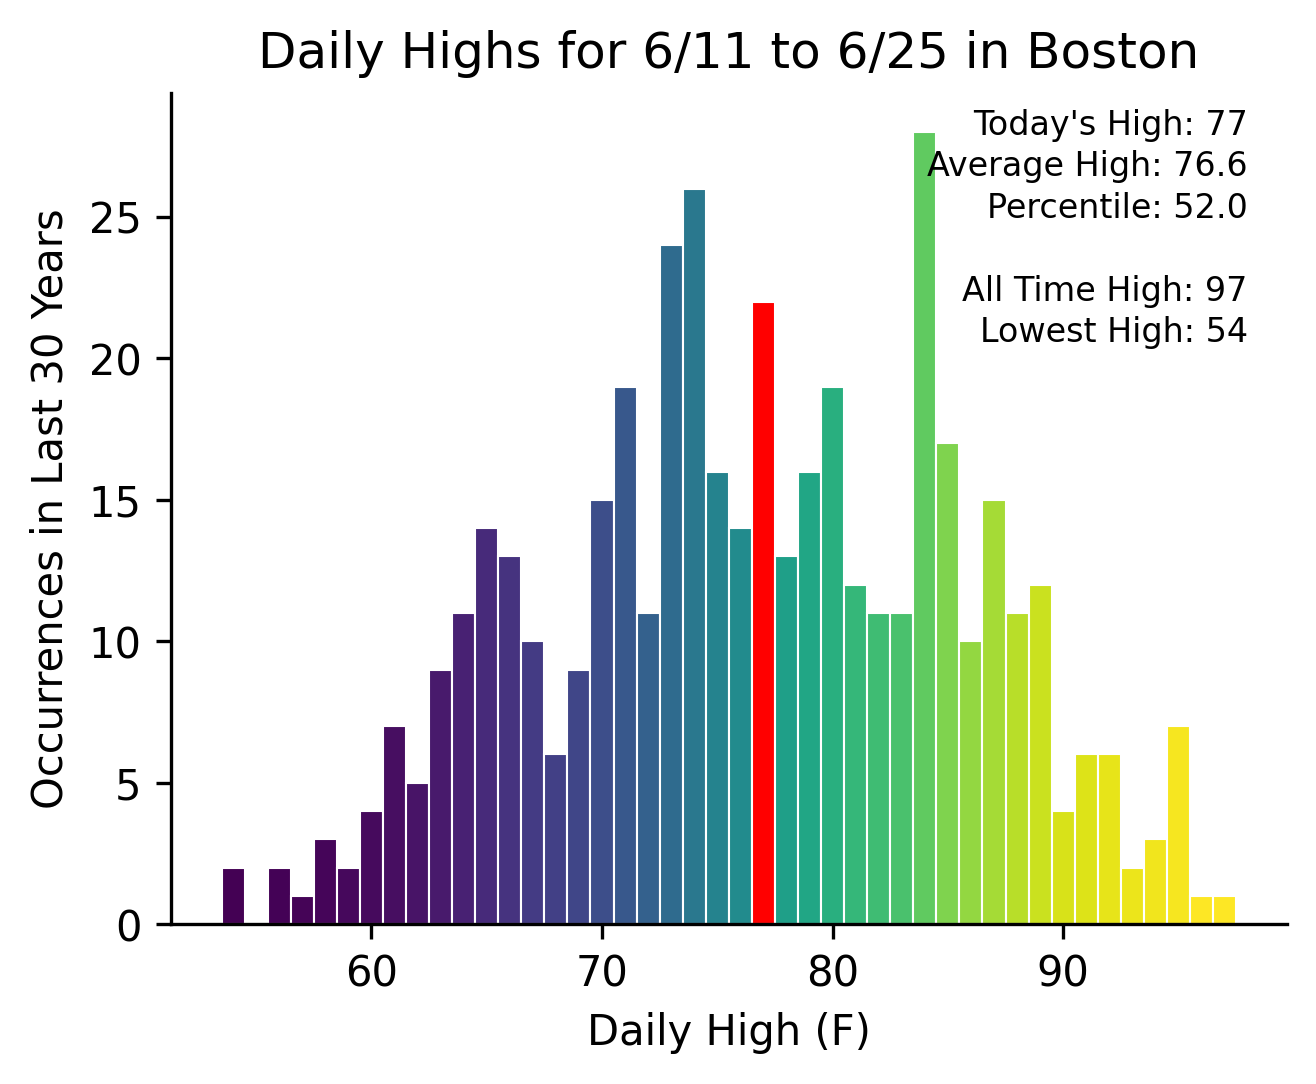 Daily Highs for 6/11 to 6/25 in Boston
Today's High: 77
Average High: 76.6
Percentile: 52.0
All Time High: 97
Lowest High: 54
Occurrences in Last 30 Years
25
20
15
10
5
0
60 70 80 90
Daily High (F)